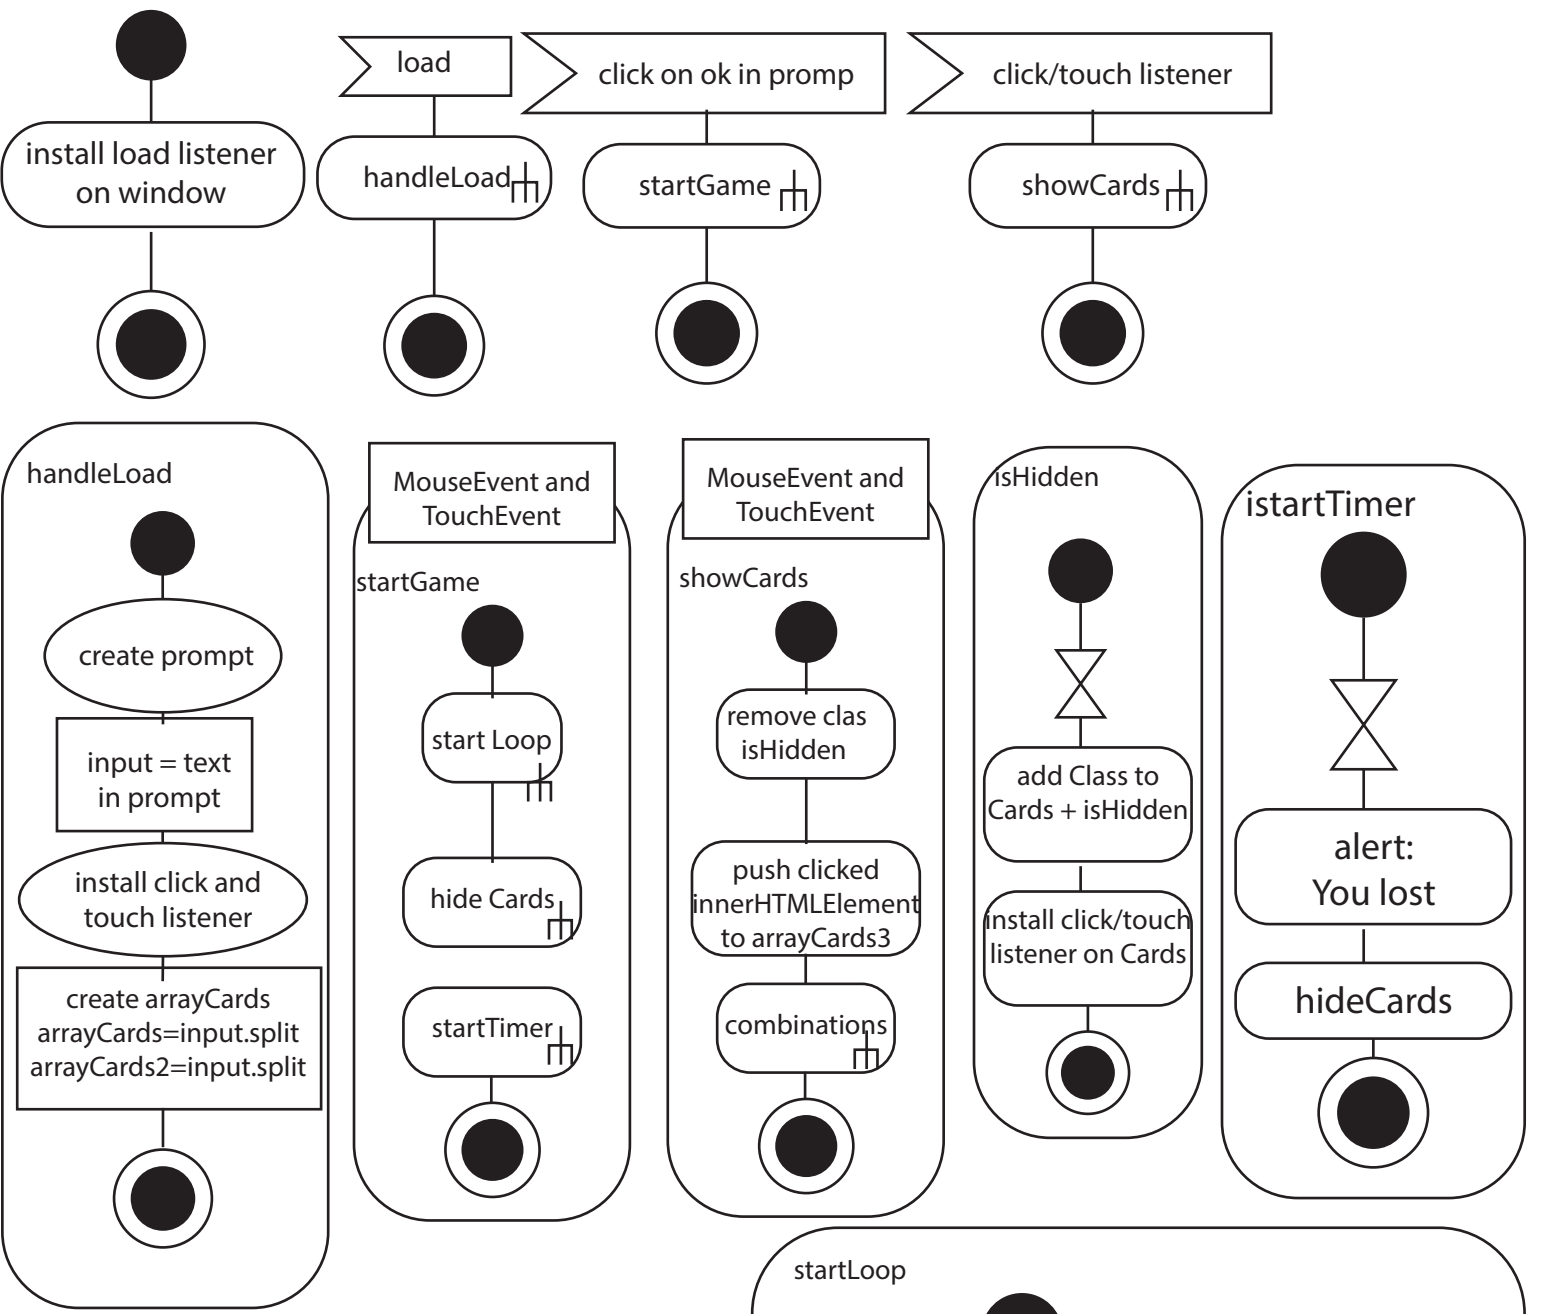 install load listener
on window
load
handleLoad
click on ok in promp
startGame
click/touch listener
showCards
handleLoad
create prompt
input = text
in prompt
install click and
touch listener
create arrayCards
arrayCards=input.split
arrayCards2=input.split
MouseEvent and
TouchEvent
startGame
start Loop
hide Cards
startTimer
MouseEvent and
TouchEvent
showCards
remove clas
isHidden
push clicked
innerHTMLElement
to arrayCards3
combinations
isHidden
add Class to
Cards + isHidden
install click/touch
listener on Cards
istartTimer
alert:
You lost
hideCards
startLoop